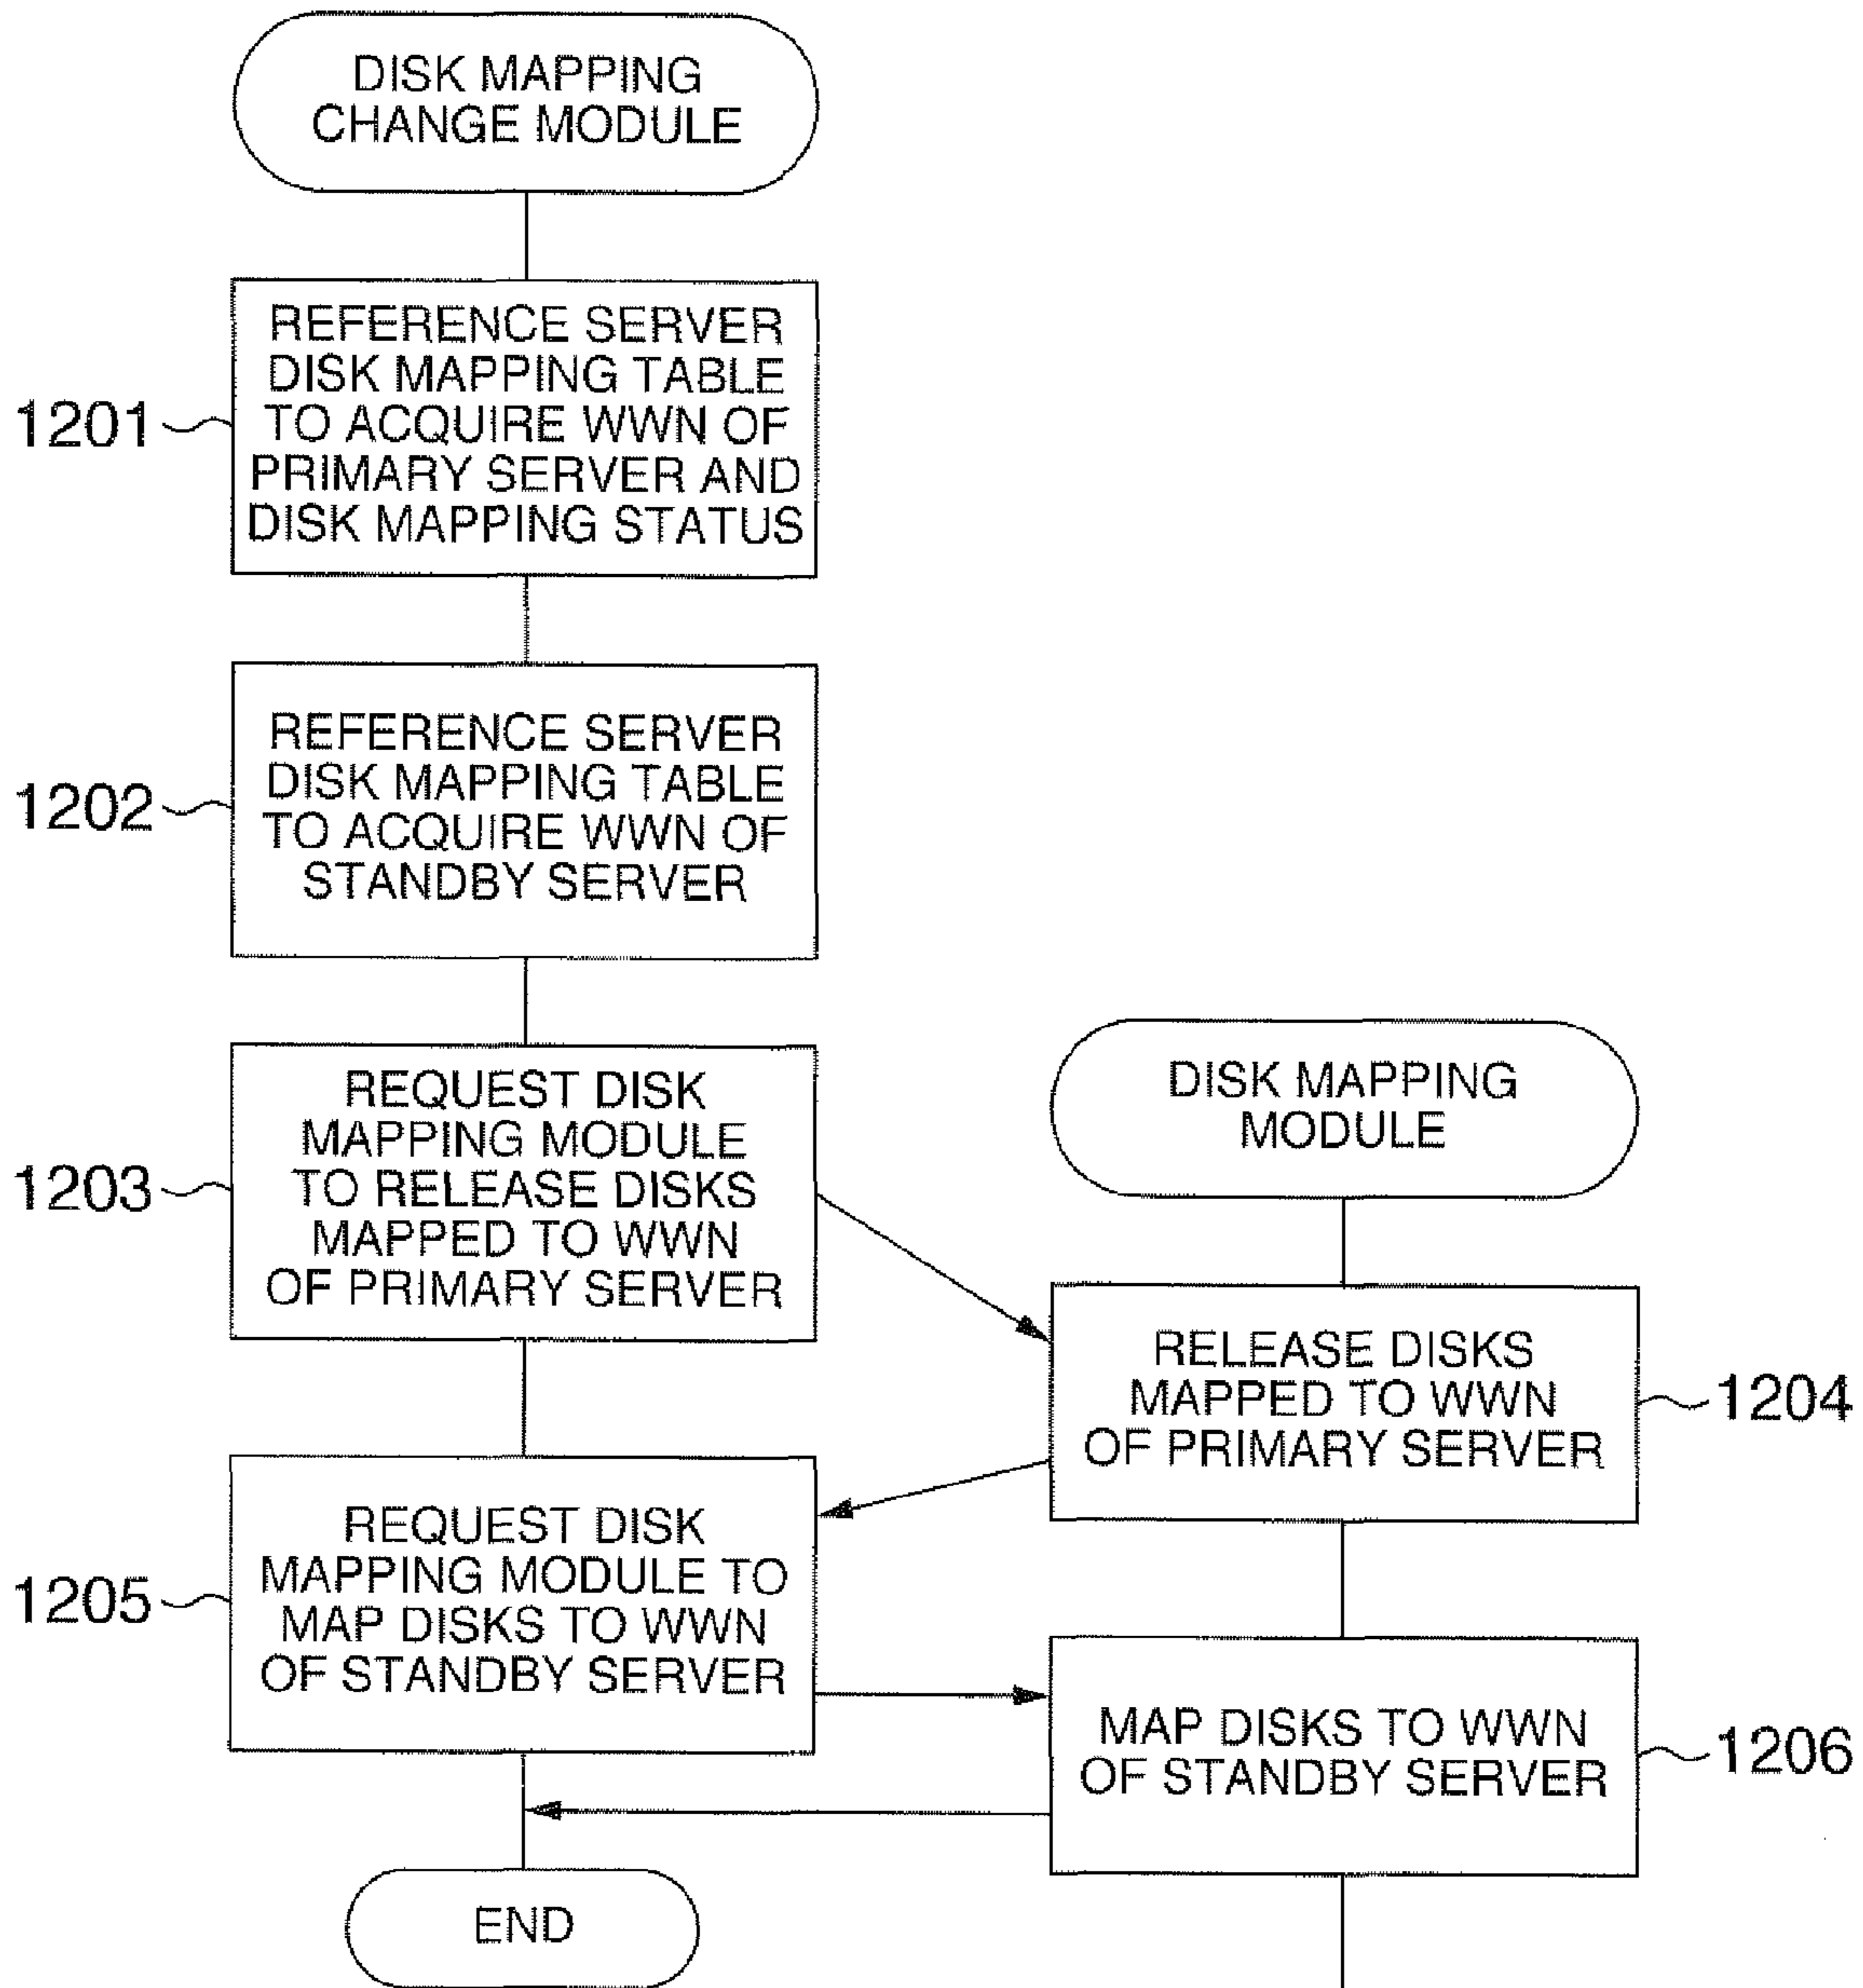 DISK MAPPING
CHANGE MODULE
1201
REFERENCE SERVER
DISK MAPPING TABLE
TO ACQUIRE WWN OF
PRIMARY SERVER AND
DISK MAPPING STATUS
1202
REFERENCE SERVER
DISK MAPPING TABLE
TO ACQUIRE WWN OF
STANDBY SERVER
1203
REQUEST DISK
MAPPING MODULE
TO RELEASE DISKS
MAPPED TO WWN
OF PRIMARY SERVER
DISK MAPPING
MODULE
RELEASE DISKS
MAPPED TO WWN
OF PRIMARY SERVER
1204
1205
REQUEST DISK
MAPPING MODULE TO
MAP DISKS TO WWN
OF STANDBY SERVER
MAP DISKS TO WWN
OF STANDBY SERVER
1206
END